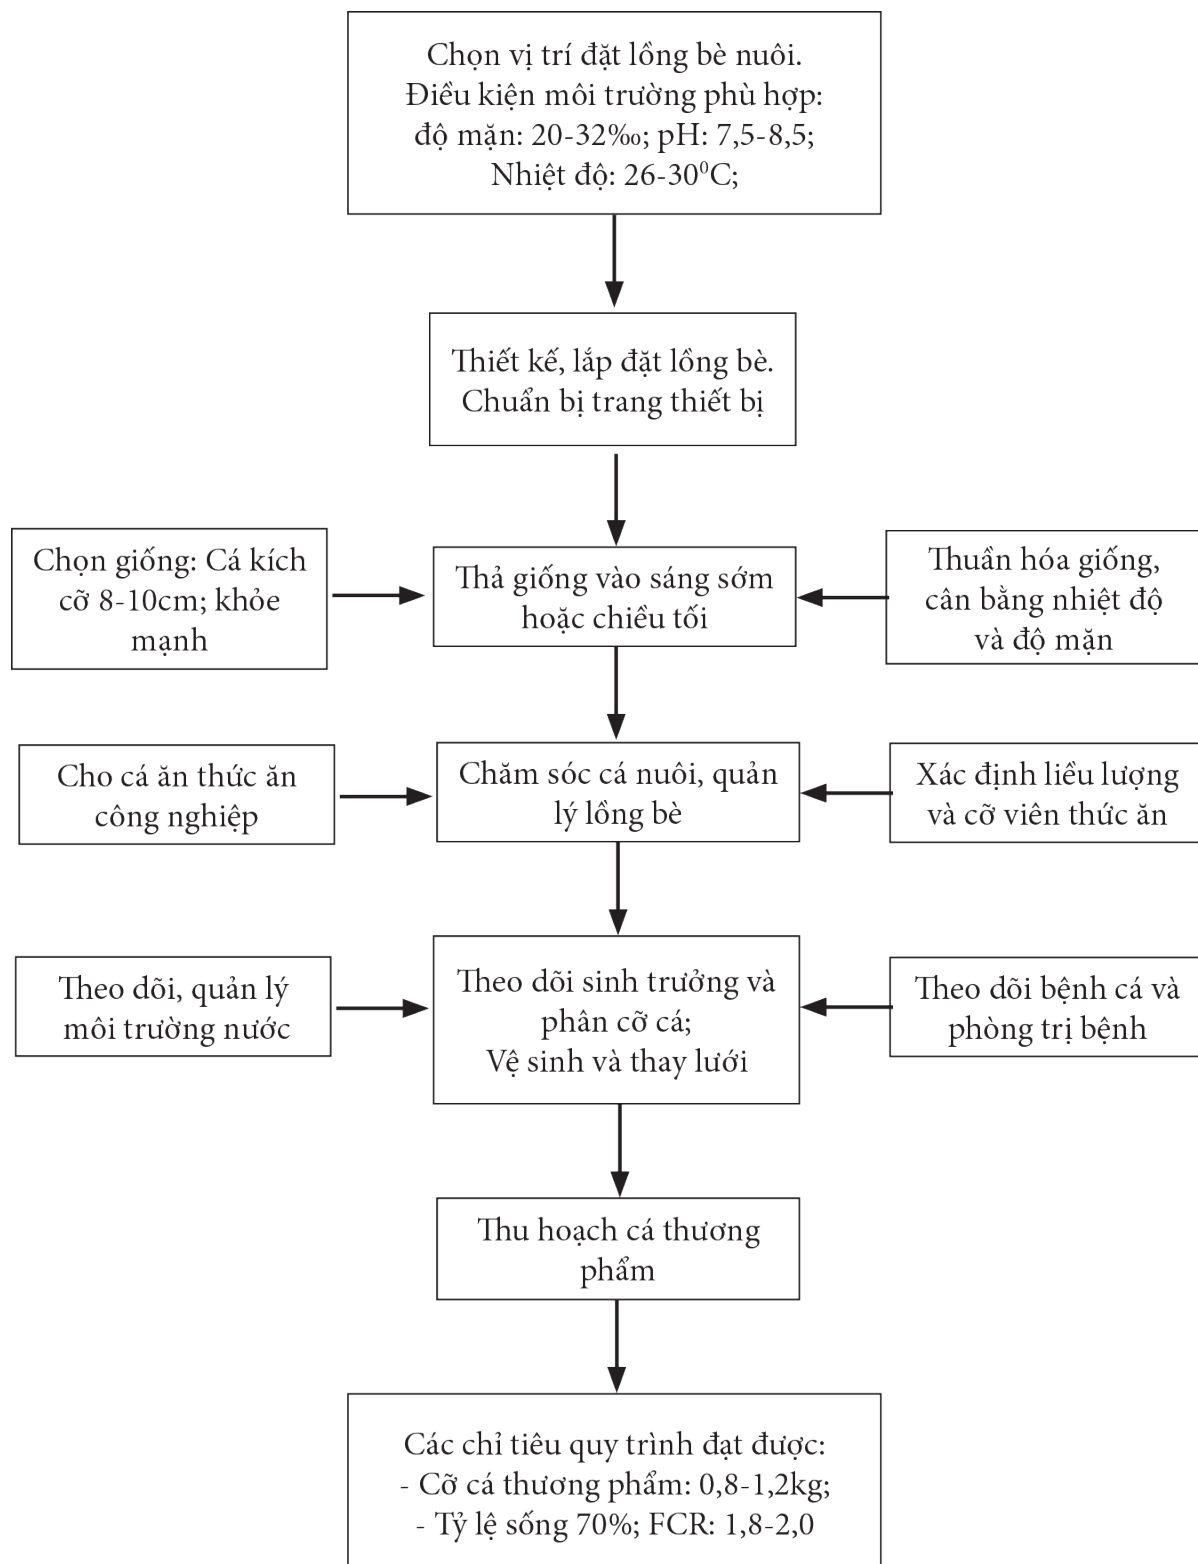 Chọn vị trí đặt lồng bè nuôi.
Điều kiện môi trường phù hợp:
độ mặn: 20-32‰; pH: 7,5-8,5;
Nhiệt độ: 26-30⁰C;
Thiết kế, lắp đặt lồng bè.
Chuẩn bị trang thiết bị
Chọn giống: Cá kích
cỡ 8-10cm; khỏe
mạnh
Thả giống vào sáng sớm
hoặc chiều tối
Thuần hóa giống,
cân bằng nhiệt độ
và độ mặn
Cho cá ăn thức ăn
công nghiệp
Chăm sóc cá nuôi, quản
lý lồng bè
Xác định liều lượng
và cỡ viên thức ăn
Theo dõi, quản lý
môi trường nước
Theo dõi sinh trưởng và
phân cỡ cá;
Vệ sinh và thay lưới
Theo dõi bệnh cá và
phòng trị bệnh
Thu hoạch cá thương
phẩm
Các chỉ tiêu quy trình đạt được:
- Cỡ cá thương phẩm: 0,8-1,2kg;
- Tỷ lệ sống 70%; FCR: 1,8-2,0